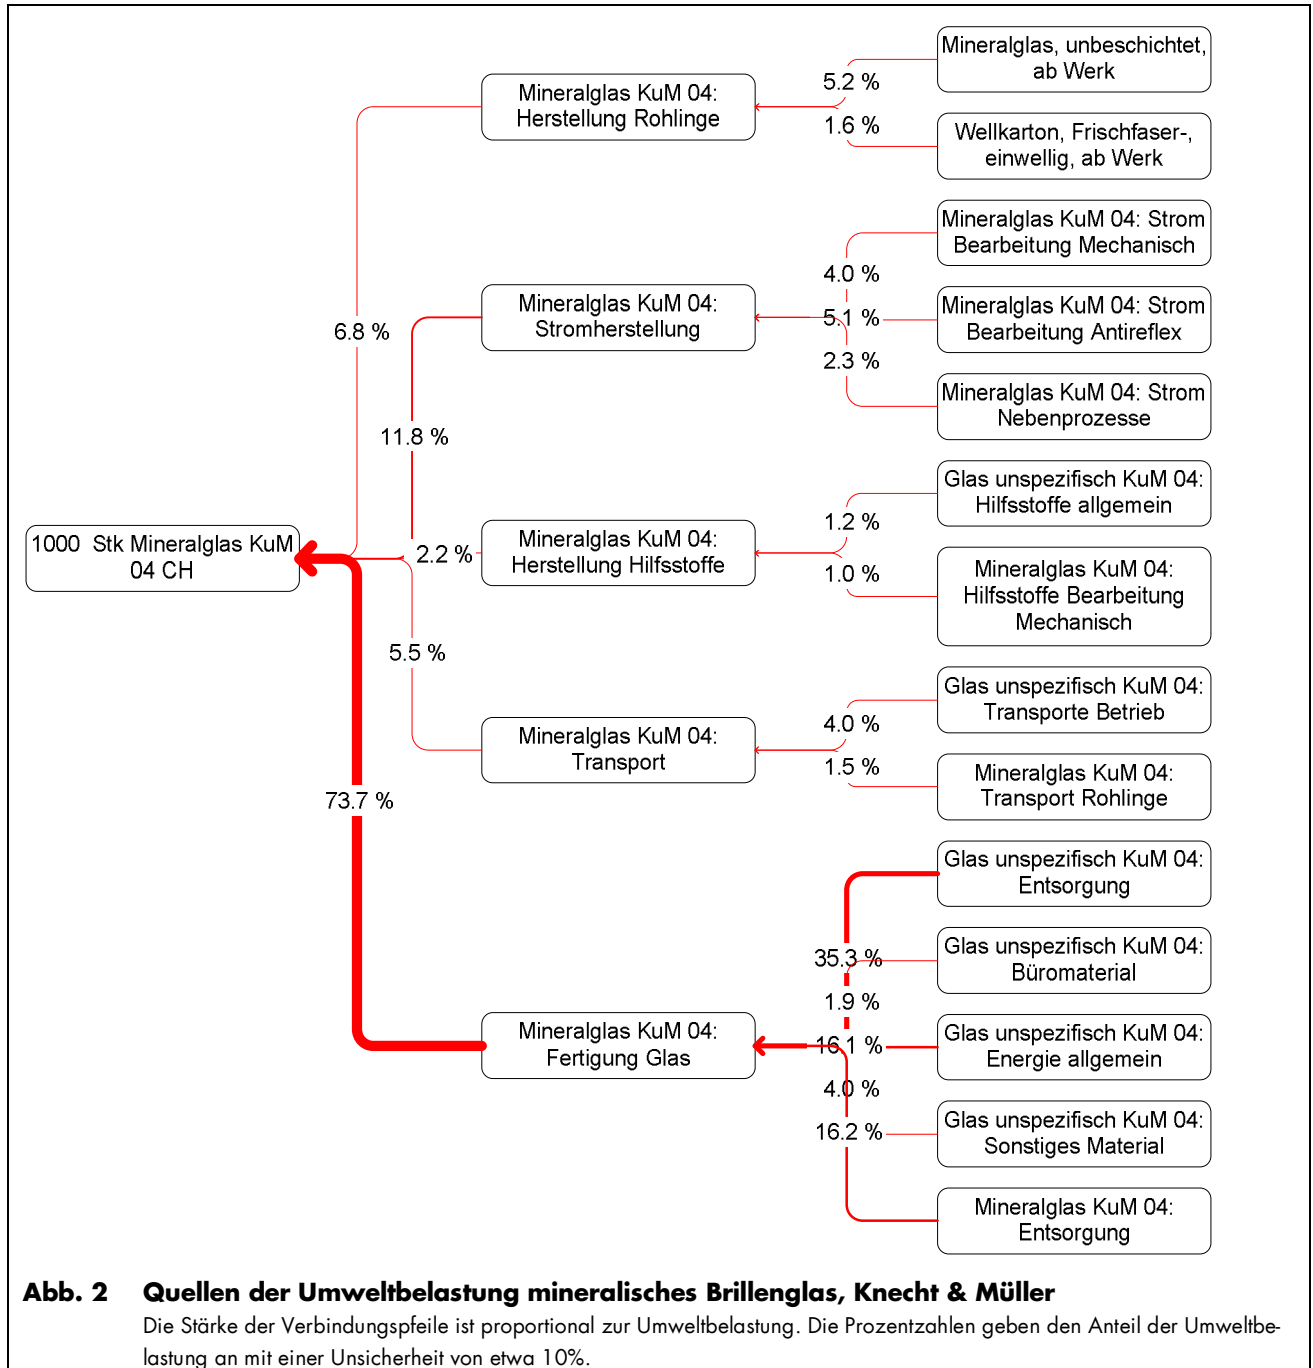 Mineralglas, unbeschichtet,
ab Werk
5.2 %
Mineralglas KuM 04:
Herstellung Rohlinge
1.6 %
Wellkarton, Frischfaser-,
einwellig, ab Werk
Mineralglas KuM 04: Strom
Bearbeitung Mechanisch
4.0 %
Mineralglas KuM 04:
Stromherstellung
5.1 %
Mineralglas KuM 04: Strom
Bearbeitung Antireflex
6.8 %
2.3 %
Mineralglas KuM 04: Strom
Nebenprozesse
11.8 %
Glas unspezifisch KuM 04:
Hilfsstoffe allgemein
1.2 %
1000 Stk Mineralglas KuM
04 CH
2.2 %
Mineralglas KuM 04:
Herstellung Hilfsstoffe
1.0 %
Mineralglas KuM 04:
Hilfsstoffe Bearbeitung
Mechanisch
5.5 %
Glas unspezifisch KuM 04:
Transporte Betrieb
4.0 %
Mineralglas KuM 04:
Transport
1.5 %
Mineralglas KuM 04:
Transport Rohlinge
73.7 %
Glas unspezifisch KuM 04:
Entsorgung
35.3 %
Glas unspezifisch KuM 04:
Büromaterial
1.9 %
Mineralglas KuM 04:
Fertigung Glas
16.1 %
Glas unspezifisch KuM 04:
Energie allgemein
4.0 %
16.2 %
Glas unspezifisch KuM 04:
Sonstiges Material
Mineralglas KuM 04:
Entsorgung
Abb. 2 Quellen der Umweltbelastung mineralisches Brillenglas, Knecht & Müller
Die Stärke der Verbindungspfeile ist proportional zur Umweltbelastung. Die Prozentzahlen geben den Anteil der Umweltbe-
lastung an mit einer Unsicherheit von etwa 10%.